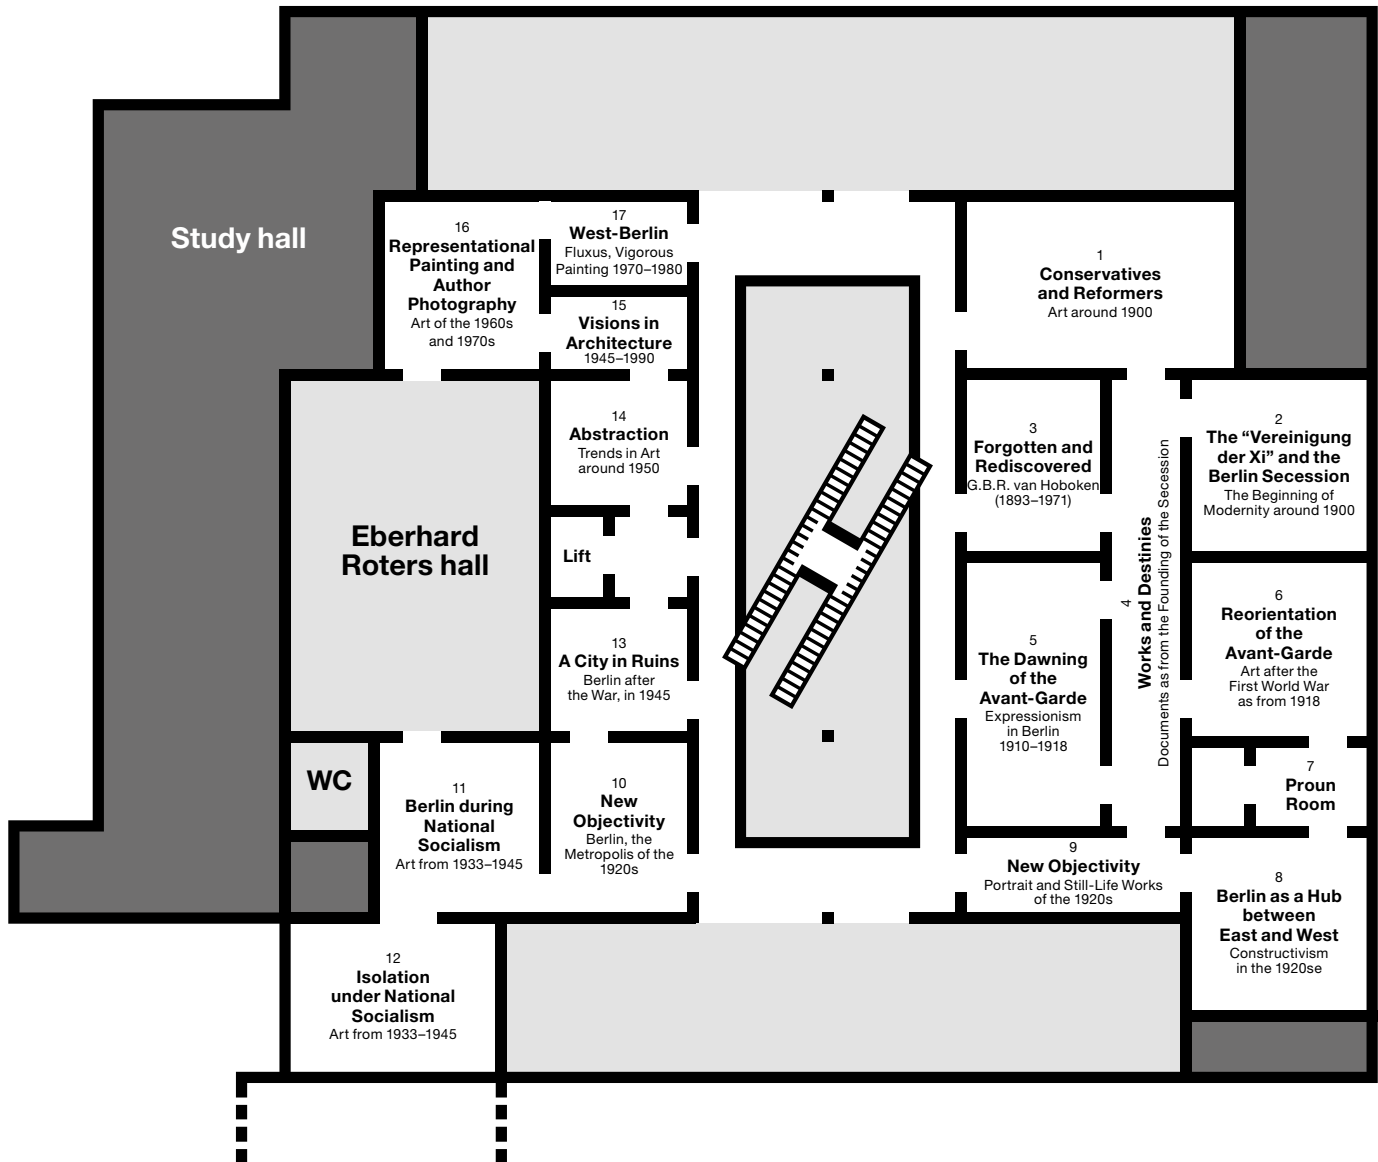 Study hall
16
Representational
Painting and
Author
Photography
Art of the 1960s
and 1970s
17
West-Berlin
Fluxus, Vigorous
Painting 1970–1980
15
Visions in
Architecture
1945–1990
14
Abstraction
Trends in Art
around 1950
Lift
Eberhard
Roters hall
13
A City in Ruins
Berlin after
the War, in 1945
WC
11
Berlin during
National
Socialism
Art from 1933–1945
10
New
Objectivity
Berlin, the
Metropolis of the
1920s
12
Isolation
under National
Socialism
Art from 1933–1945
1
Conservatives
and Reformers
Art around 1900
3
Forgotten and
Rediscovered
G.B.R. van Hoboken
(1893–1971)
2
The “Vereinigung
der Xi” and the
Berlin Secession
The Beginning of
Modernity around 1900
4
Works and Destinies
Documents as from the Founding of the Secession
5
The Dawning
of the
Avant-Garde
Expressionism
in Berlin
1910–1918
6
Reorientation
of the
Avant-Garde
Art after the
First World War
as from 1918
7
Proun
Room
9
New Objectivity
Portrait and Still-Life Works
of the 1920s
8
Berlin as a Hub
between
East and West
Constructivism
in the 1920se